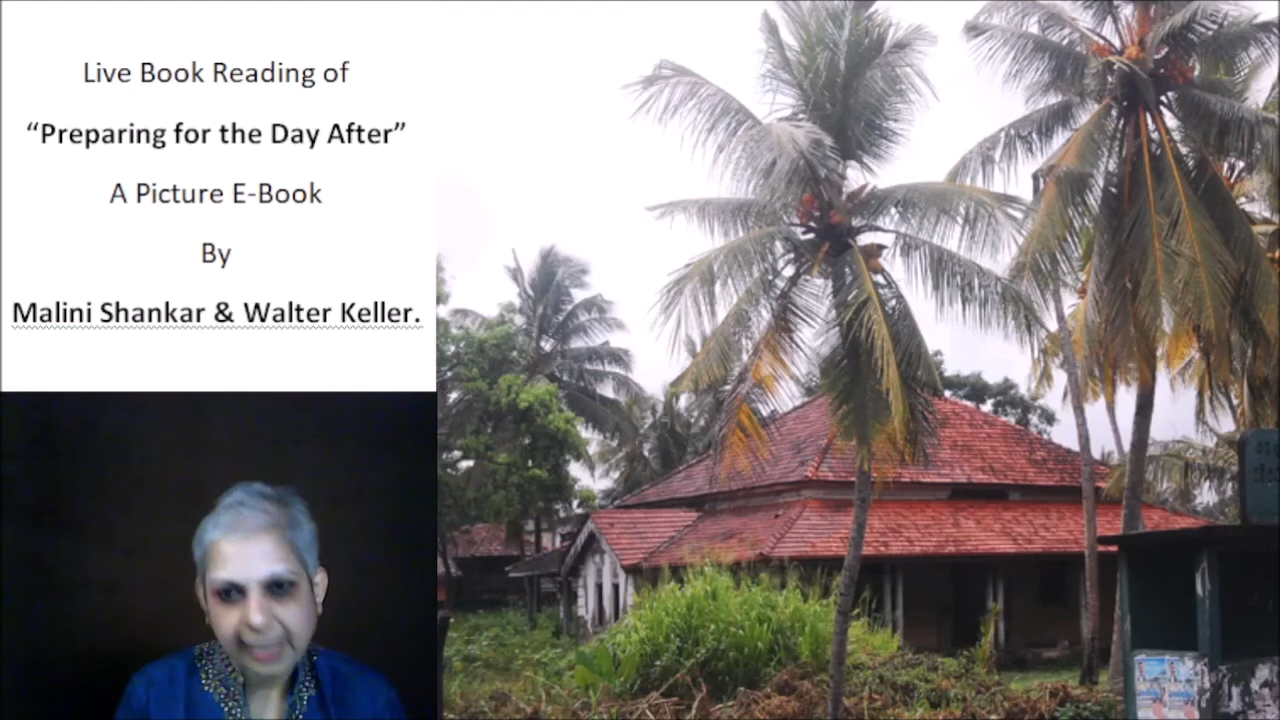 Live Book Reading of
“Preparing for the Day After”
A Picture E-Book
By
Malini Shankar & Walter Keller.